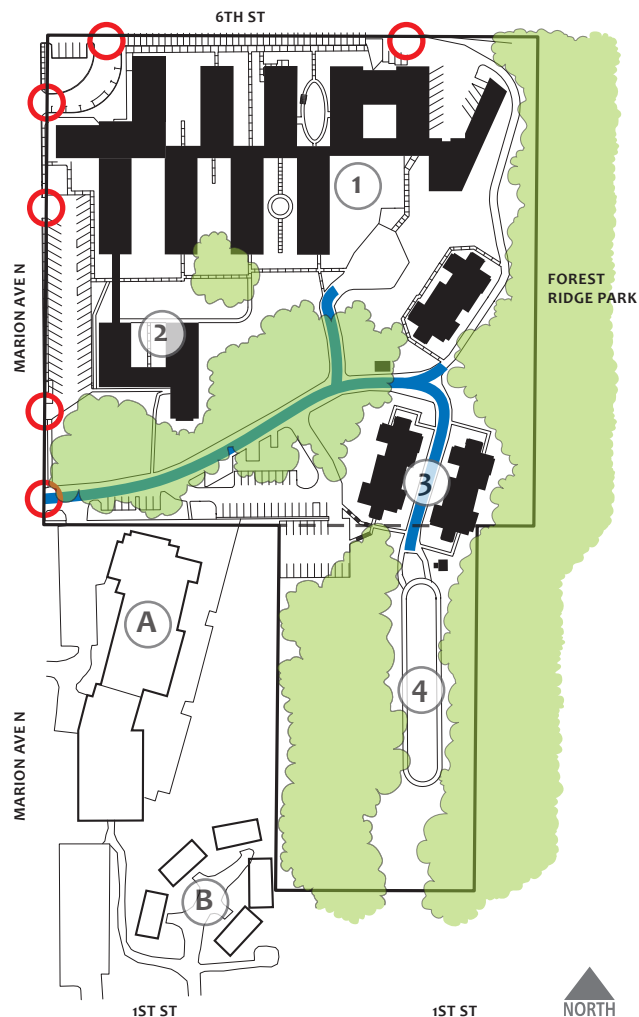 6TH ST
1
MARION AVE N
FOREST
RIDGE PARK
2
3
A
4
MARION AVE N
B
1ST ST
1ST ST
NORTH